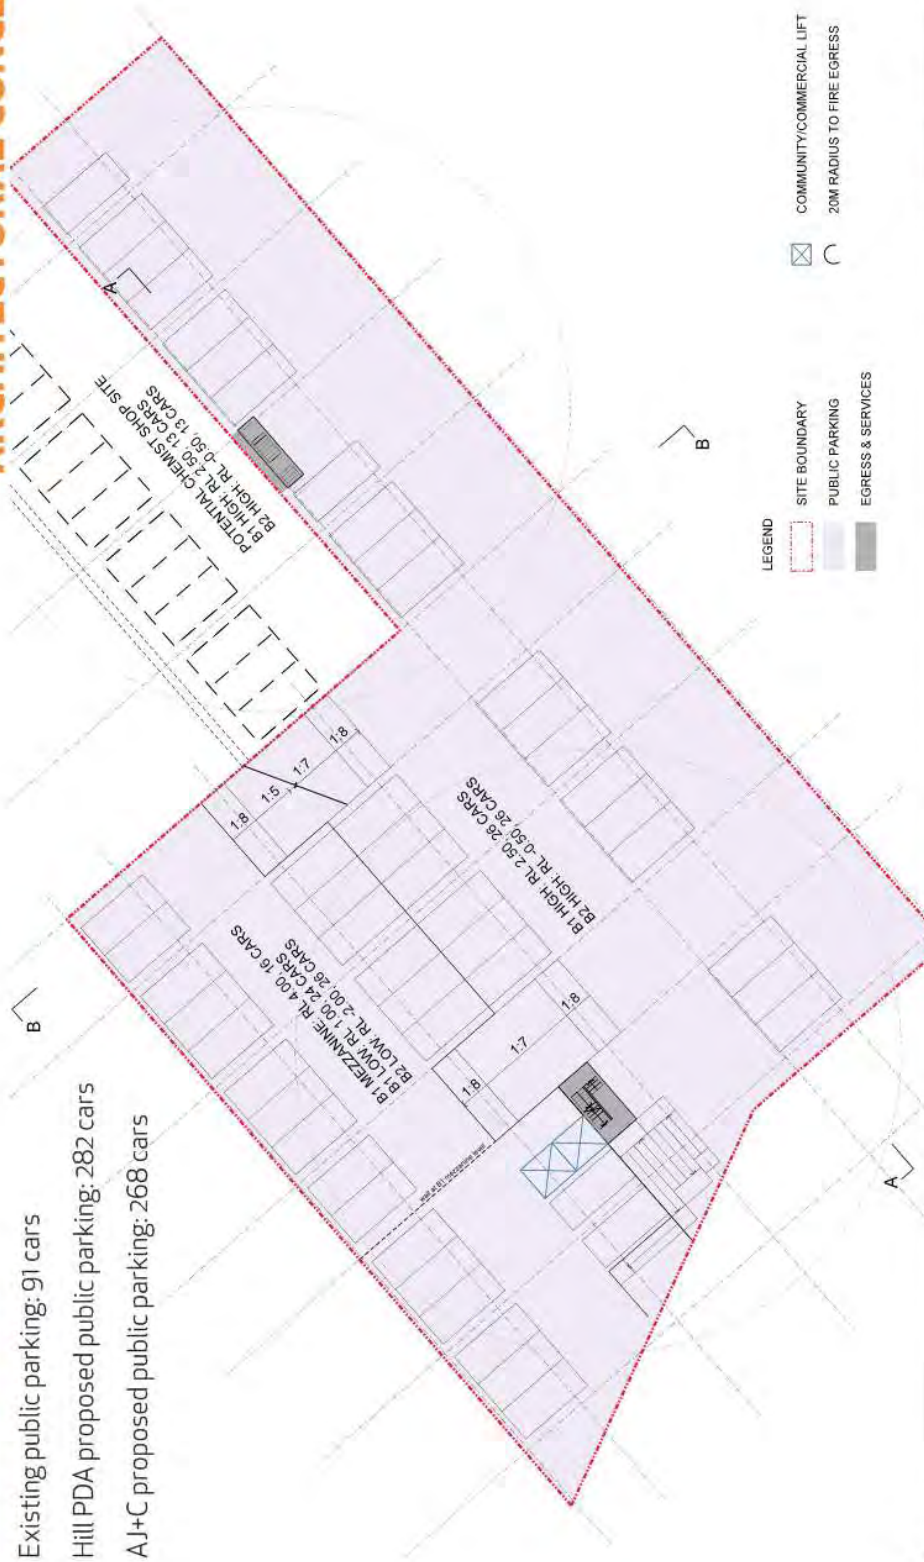 Existing public parking: 91 cars
Hill PDA proposed public parking: 282 cars
AJ+C proposed public parking: 268 cars
B
B1 MEZZANINE: RL 4.00, 16 CARS
B1 LOW: RL 1.00, 24 CARS
B2 LOW: RL -2.00, 26 CARS
wall at B1 mezzanine level
1:8
1:7
1:8
1:8
1:5
1:7
1:8
B1 HIGH: RL 2.50, 26 CARS
B2 HIGH: RL -0.50, 26 CARS
POTENTIAL CHEMIST SHOP SITE
B1 HIGH: RL 2.50, 13 CARS
B2 HIGH: RL -0.50, 13 CARS
A
A
B
LEGEND
SITE BOUNDARY
PUBLIC PARKING
EGRESS & SERVICES
COMMUNITY/COMMERCIAL LIFT
20M RADIUS TO FIRE EGRESS